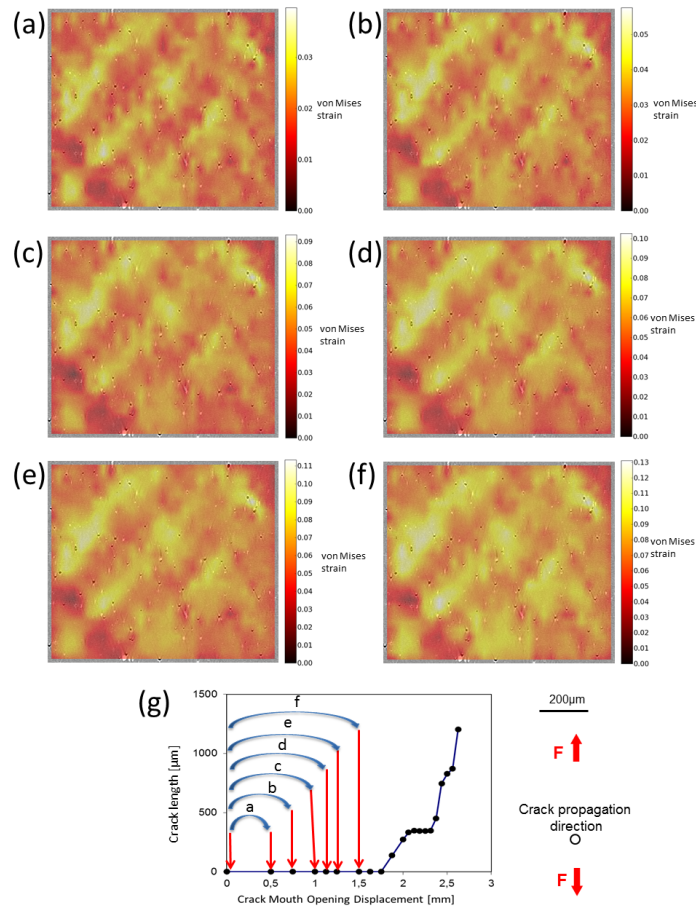 (a)
0.03
0.02
von Mises
strain
0.01
0.00
(b)
0.05
0.04
0.03
von Mises
strain
0.02
0.01
0.00
(c)
0.09
0.08
0.07
0.06
0.05
von Mises
strain
0.04
0.03
0.02
0.01
0.00
(d)
0.10
0.09
0.08
0.07
0.06
von Mises
0.05
strain
0.04
0.03
0.02
0.01
0.00
(e)
0.11
0.10
0.09
0.08
0.07
0.06
von Mises
strain
0.05
0.04
0.03
0.02
0.01
0.00
(f)
0.13
0.12
0.11
0.10
0.09
0.08
von Mises
0.07
strain
0.06
0.05
0.04
0.03
0.02
0.01
0.00
(g)
1500
1000
500
0
Crack length [µm]
f
e
d
c
b
a
0 0,5 1 1,5 2 2,5 3
Crack Mouth Opening Displacement [mm]
200µm
F
Crack propagation
direction
F